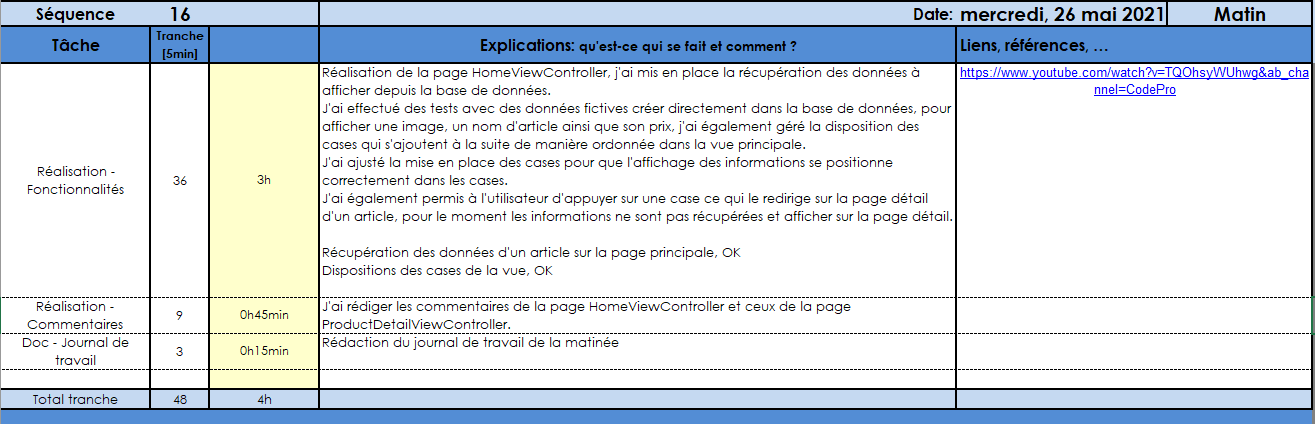 Séquence 16 Date: mercredi, 26 mai 2021 Matin
Tâche Tranche [5min] Explications: qu'est-ce qui se fait et comment ? Liens, références, ...
Réalisation de la page HomeViewController, j'ai mis en place la récupération des données à
afficher depuis la base de données.
J'ai effectué des tests avec des données fictives créer directement dans la base de données, pour
afficher une image, un nom d'article ainsi que son prix, j'ai également géré la disposition des
cases qui s'ajoutent à la suite de manière ordonnée dans la vue principale.
J'ai ajusté la mise en place des cases pour que l'affichage des informations se positionne
correctement dans les cases.
J'ai également permis à l'utilisateur d'appuyer sur une case ce qui le redirige sur la page détail
d'un article, pour le moment les informations ne sont pas récupérées et afficher sur la page détail.
Récupération des données d'un article sur la page principale, OK
Dispositions des cases de la vue, OK
Réalisation -
Fonctionnalités
36
3h
https://www.youtube.com/watch?v=TQOhsyWUhwg&ab_cha
nnel=CodePro
Réalisation -
Commentaires
9
0h45min
J'ai rédiger les commentaires de la page HomeViewController et ceux de la page
ProductDetailViewController.
Doc - Journal de
travail
3
0h15min
Rédaction du journal de travail de la matinée
Total tranche 48 4h